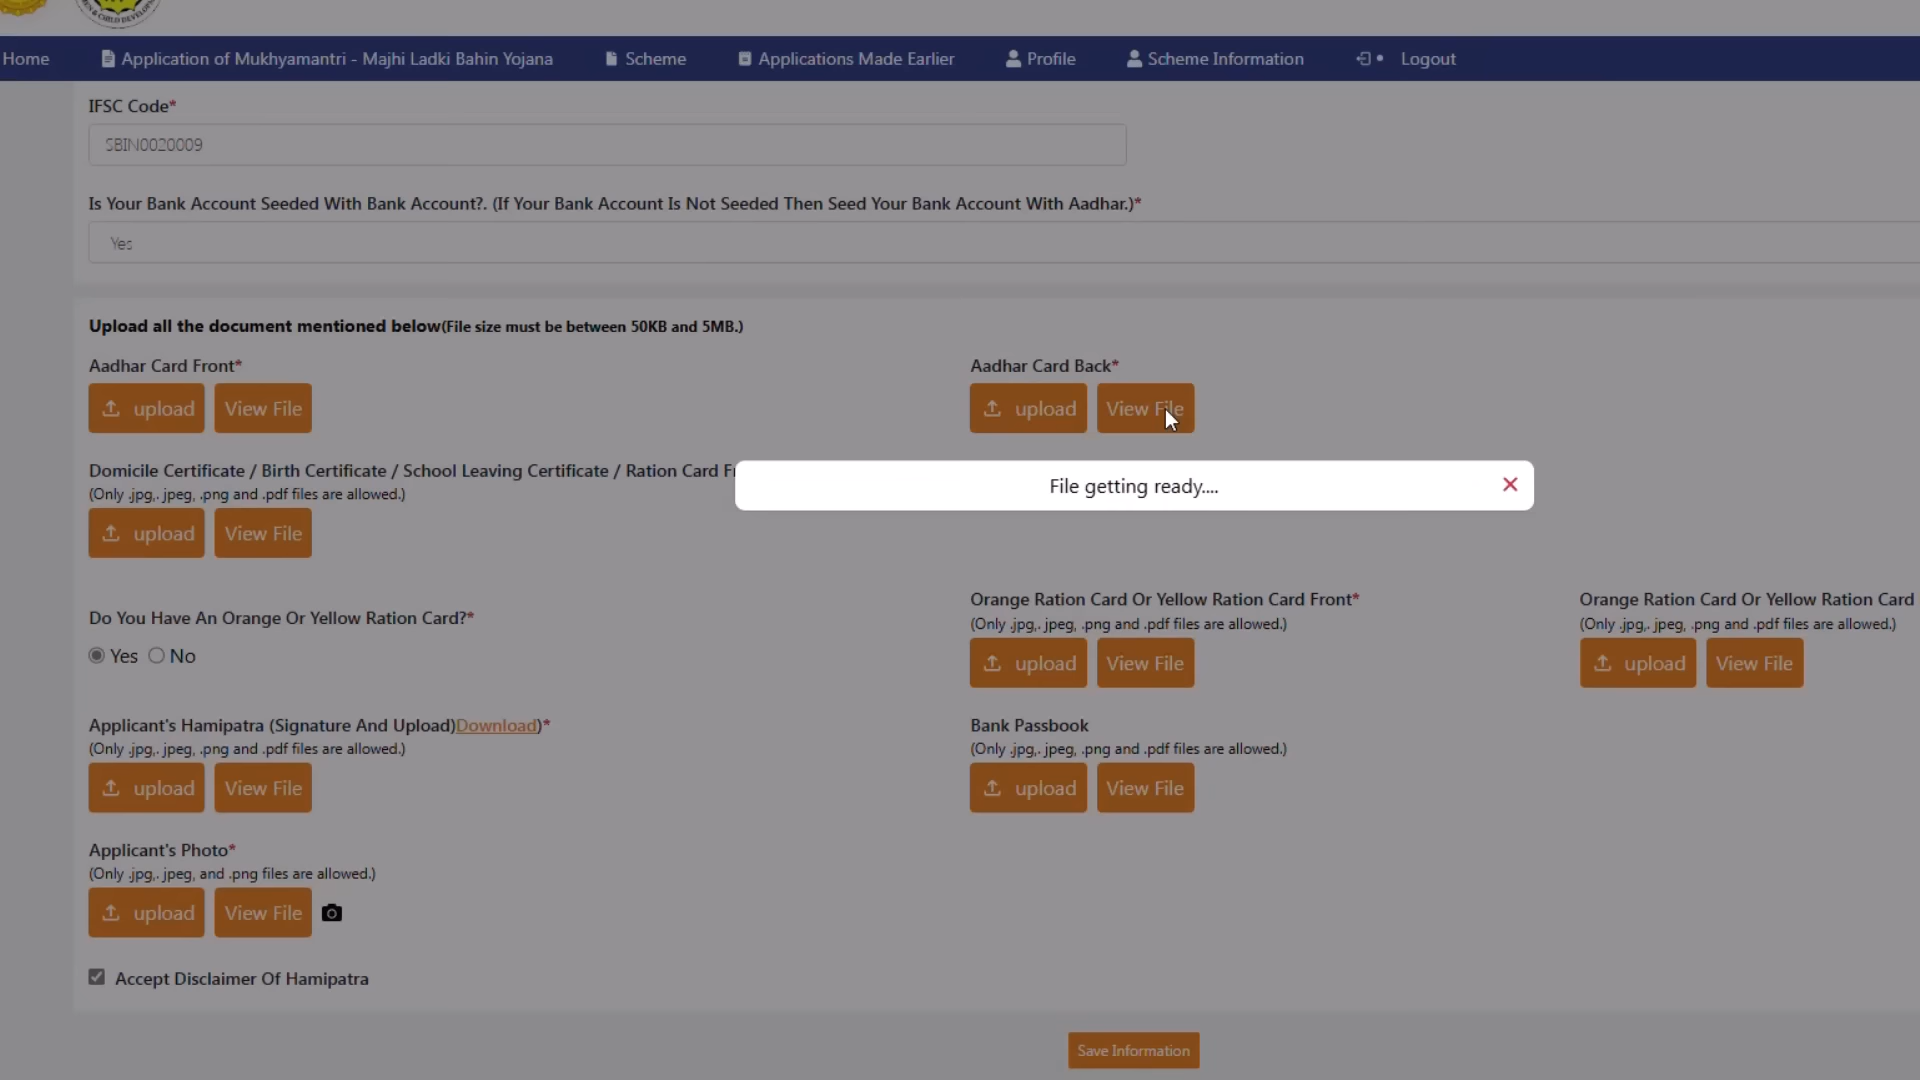 & CHILD DEVELOP
Home Application of Mukhyamantri - Majhi Ladki Bahin Yojana Scheme Applications Made Earlier Profile Scheme Information Logout
IFSC Code*
SBIN0020009
Is Your Bank Account Seeded With Bank Account?. (If Your Bank Account Is Not Seeded Then Seed Your Bank Account With Aadhar.)*
Yes
Upload all the document mentioned below(File size must be between 50KB and 5MB.)
Aadhar Card Front* Aadhar Card Back*
upload View File upload View File
Domicile Certificate / Birth Certificate / School Leaving Certificate / Ration Card
(Only .jpg,. jpeg, .png and .pdf files are allowed.)
File getting ready....
upload View File
Do You Have An Orange Or Yellow Ration Card?*
Yes No
Orange Ration Card Or Yellow Ration Card Front* Orange Ration Card Or Yellow Ration Card
(Only .jpg,. jpeg, .png and .pdf files are allowed.) (Only .jpg,. jpeg, .png and .pdf files are allowed.)
upload View File upload View File
Applicant's Hamipatra (Signature And Upload)Download)* Bank Passbook
(Only .jpg,. jpeg, .png and .pdf files are allowed.) (Only .jpg,. jpeg, .png and .pdf files are allowed.)
upload View File upload View File
Applicant's Photo*
(Only .jpg,. jpeg, and .png files are allowed.)
upload View File
Accept Disclaimer Of Hamipatra
Save Information